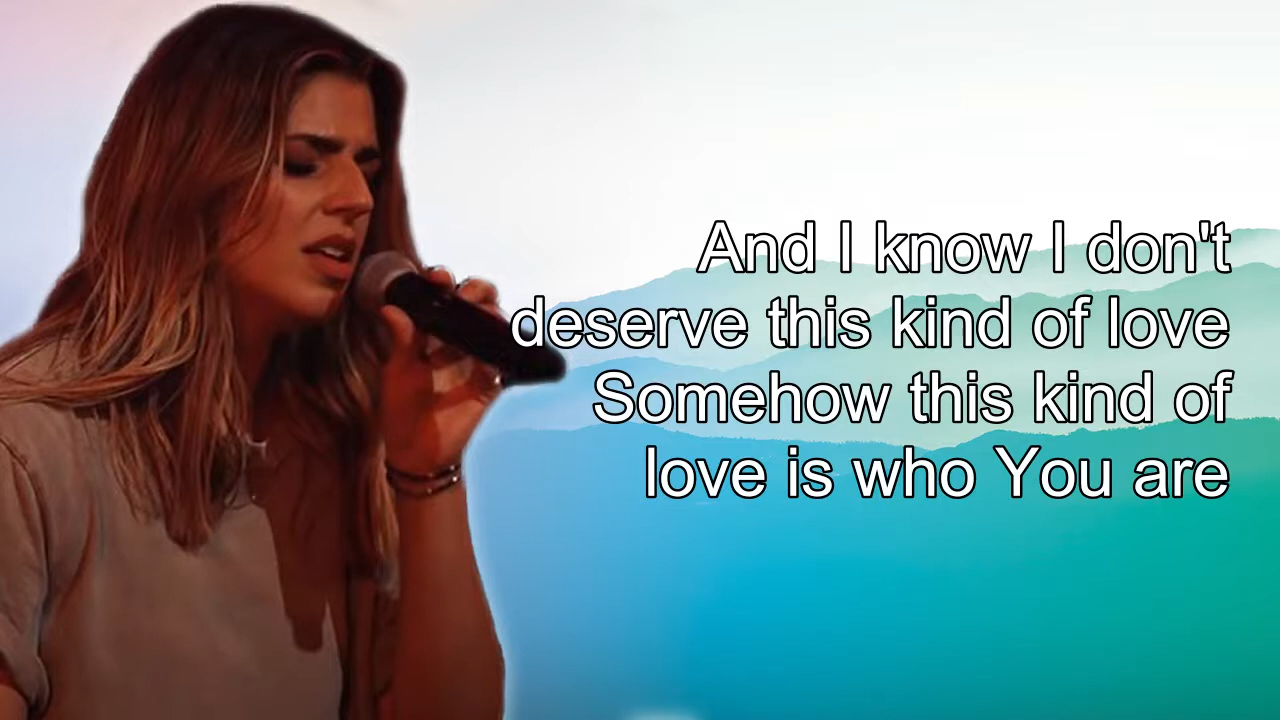 And I know I don't
deserve this kind of love
Somehow this kind of
love is who You are